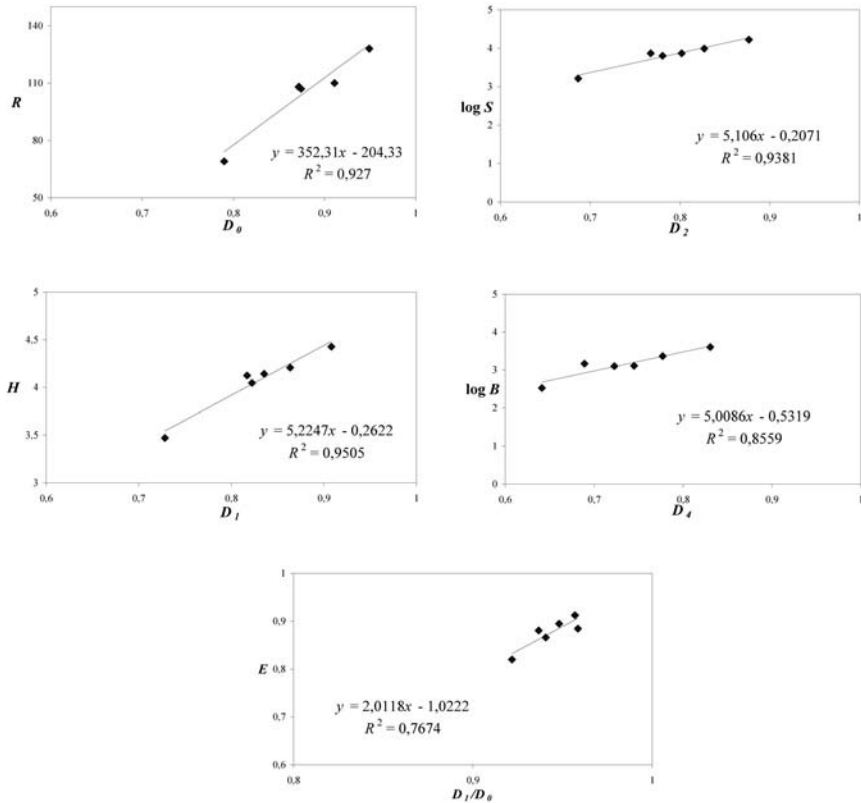 130
110
90
70
50
R
y = 352,31x - 204,33
R² = 0,927
0,6 0,7 0,8 0,9 1
D₀
5
4
3
2
1
0
log S
y = 5,106x - 0,2071
R² = 0,9381
0,6 0,7 0,8 0,9 1
D₂
5
4,5
4
3,5
3
H
y = 5,2247x - 0,2622
R² = 0,9505
0,6 0,7 0,8 0,9 1
D₁
5
4
3
2
1
0
log B
y = 5,0086x - 0,5319
R² = 0,8559
0,6 0,7 0,8 0,9 1
D₄
1
0,9
0,8
0,7
0,6
E
y = 2,0118x - 1,0222
R² = 0,7674
0,8 0,9 1
D₁/D₀